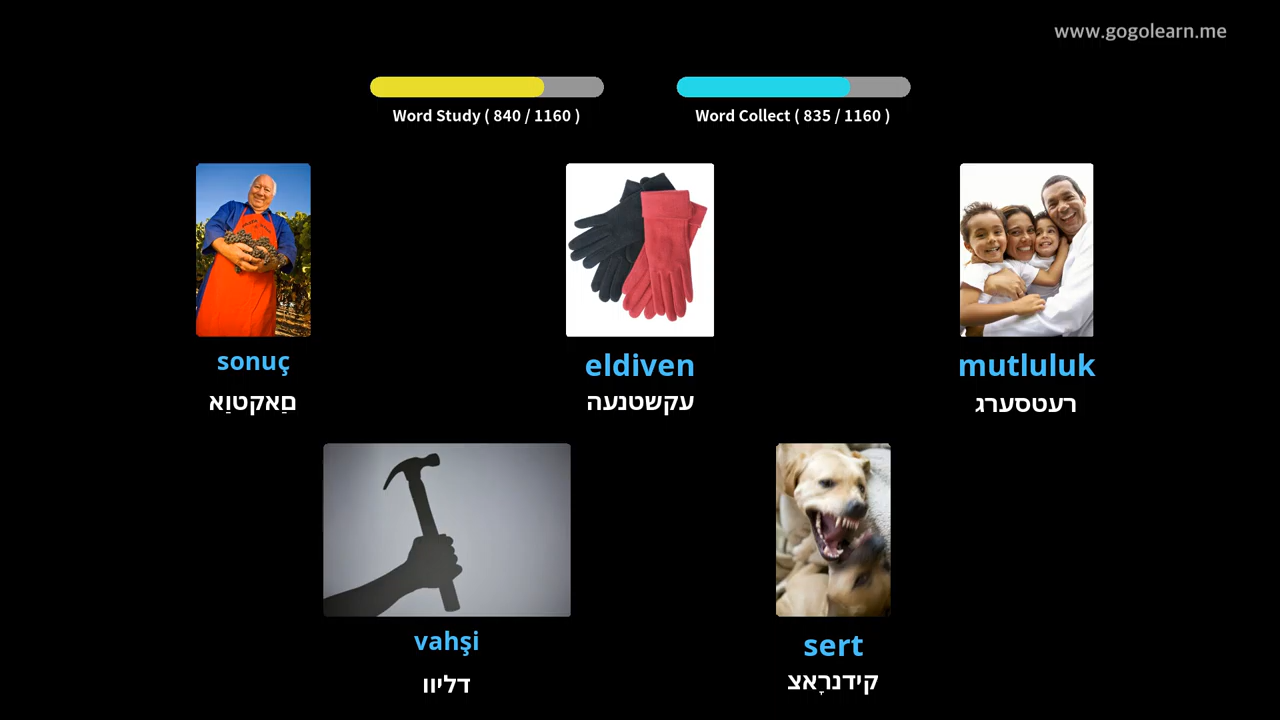 www.gogolearn.me
Word Study ( 840 / 1160 )
Word Collect ( 835 / 1160 )
sonuç
םַאקטוַא
eldiven
עקשטנעה
mutluluk
רעטסערג
vahşi
דליוו
sert
קידנרָאצ